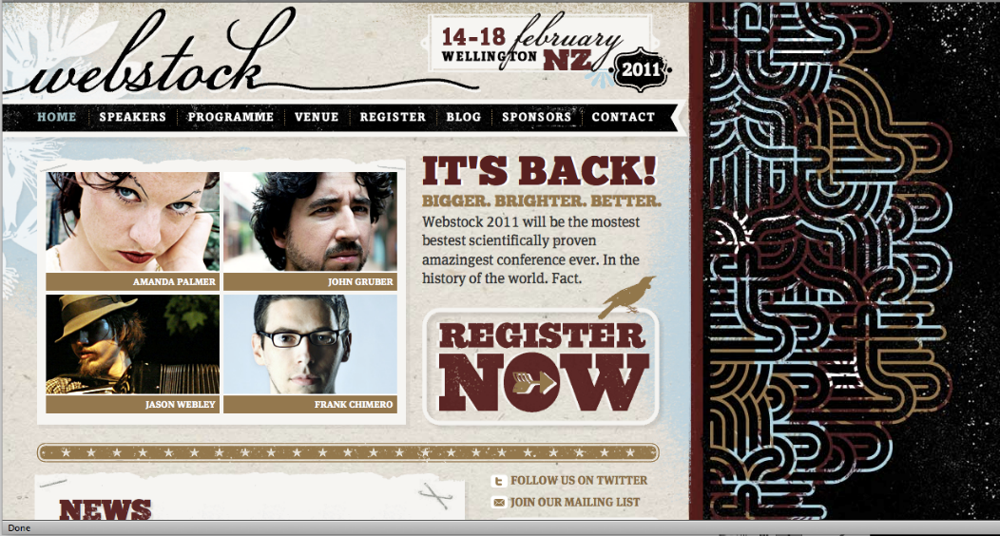 webstock
14-18 february
WELLINGTON NZ
2011
HOME SPEAKERS PROGRAMME VENUE REGISTER BLOG SPONSORS CONTACT
AMANDA PALMER
JOHN GRUBER
JASON WEBLEY
FRANK CHIMERO
IT'S BACK!
BIGGER. BRIGHTER. BETTER.
Webstock 2011 will be the mostest
bestest scientifically proven
amazingest conference ever. In the
history of the world. Fact.
REGISTER
NOW
NEWS
t FOLLOW US ON TWITTER
JOIN OUR MAILING LIST
Done